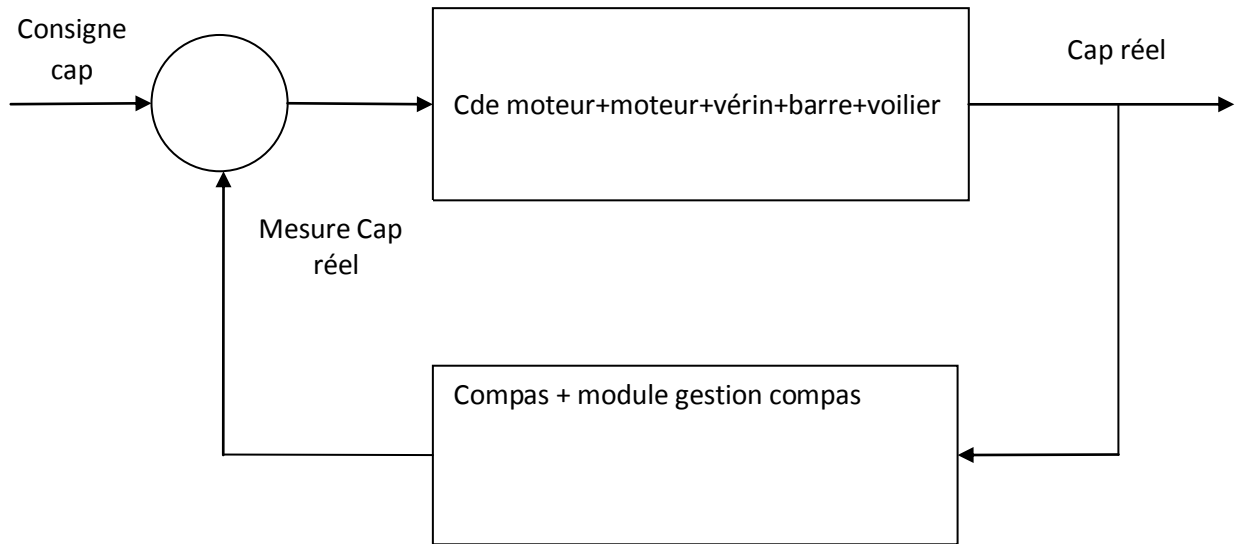 Consigne
cap
Cap réel
Cde moteur+moteur+vérin+barre+voilier
Mesure Cap
réel
Compas + module gestion compas